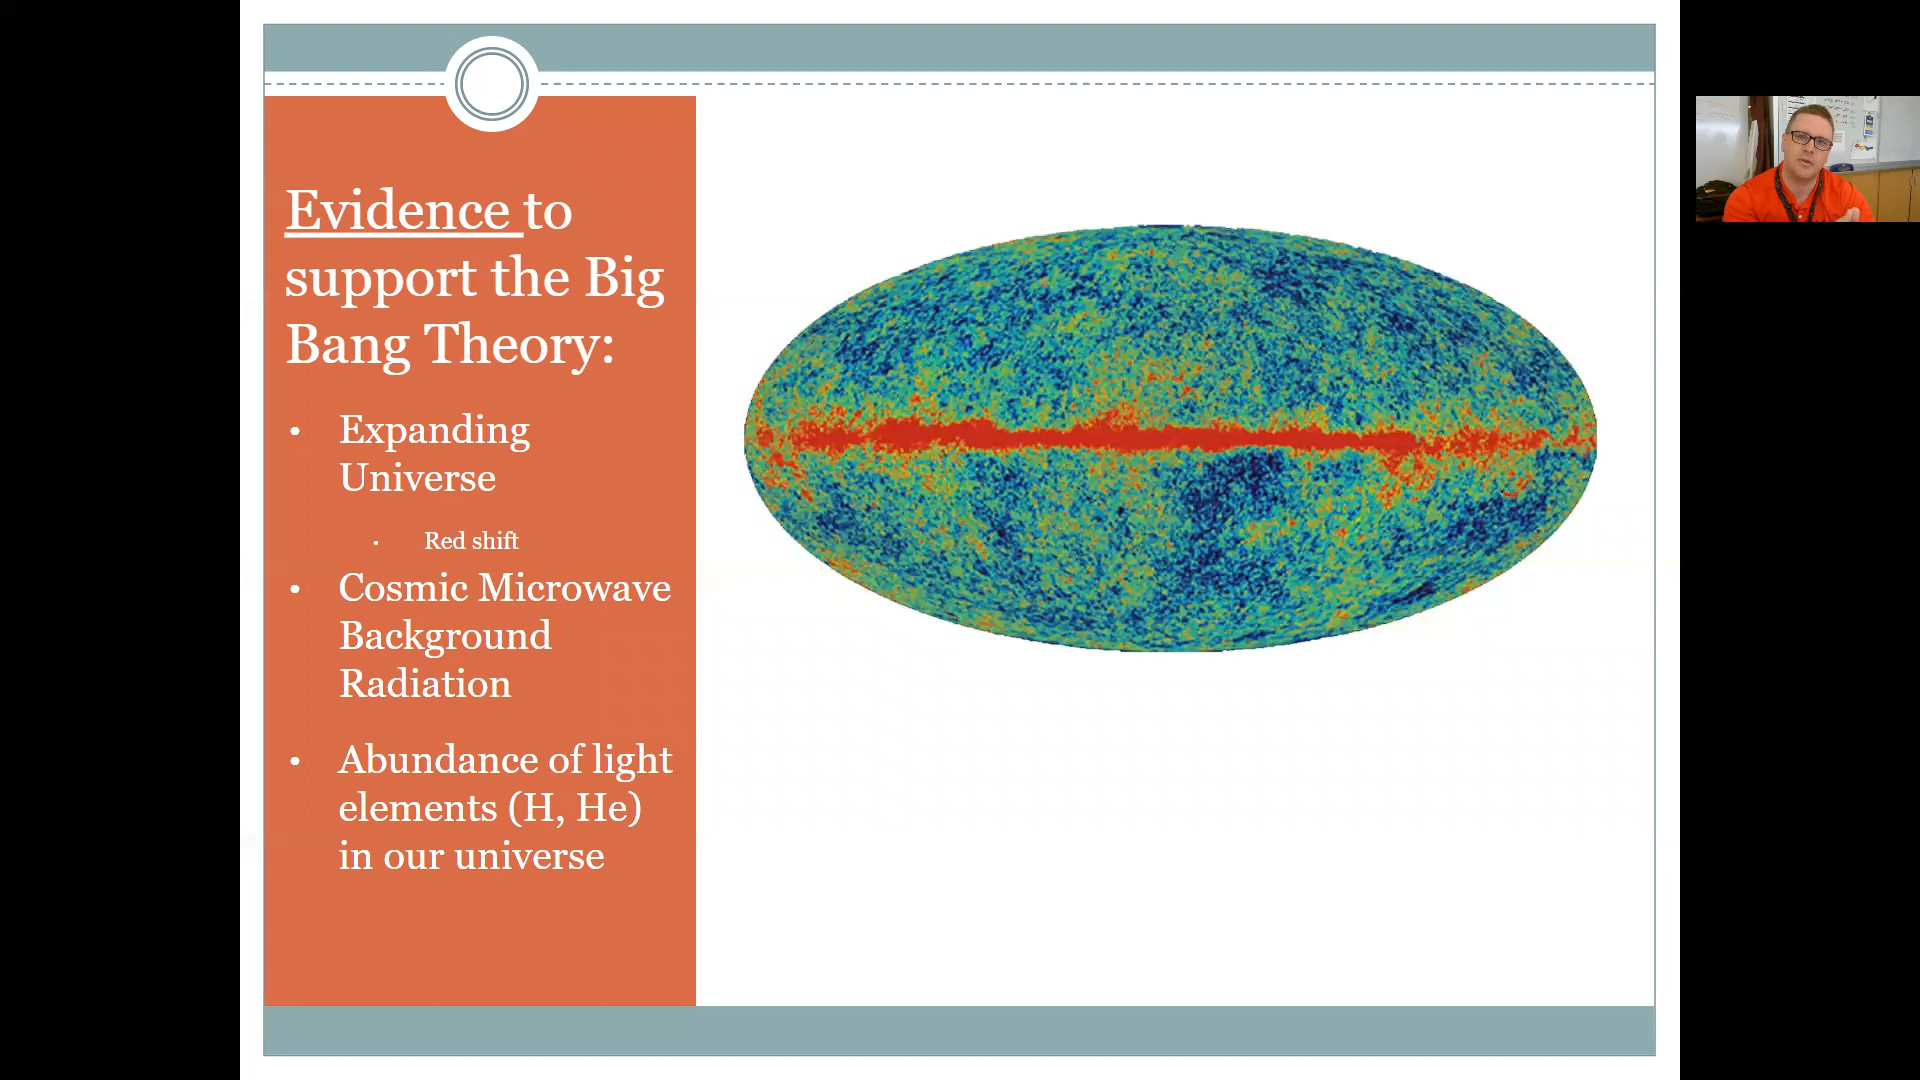 Evidence to
support the Big
Bang Theory:
• Expanding
Universe
• Red shift
• Cosmic Microwave
Background
Radiation
• Abundance of light
elements (H, He)
in our universe